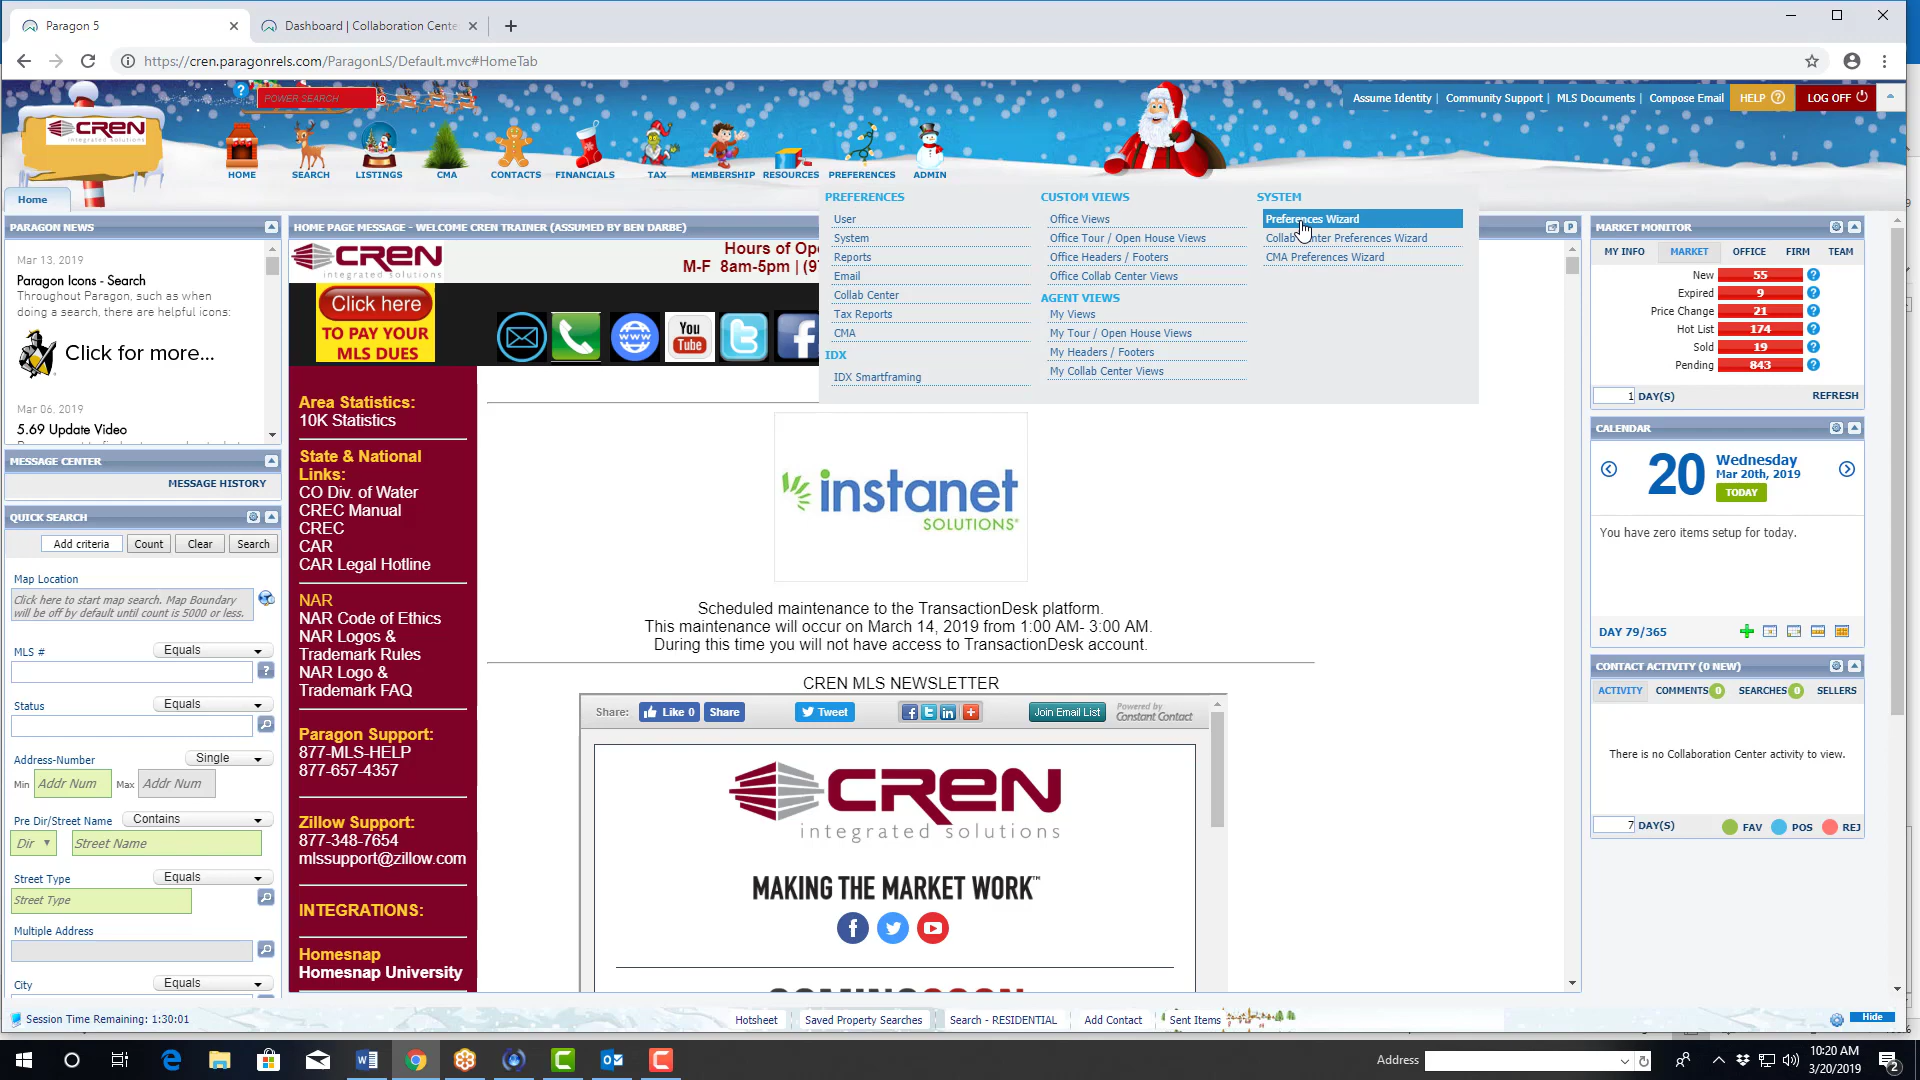 Paragon 5
Dashboard | Collaboration Cente
https://cren.paragonrels.com/ParagonLS/Default.mvc#HomeTab
POWER SEARCH
Assume Identity | Community Support | MLS Documents | Compose Email
HELP
LOG OFF
CREN
integrated solutions
HOME
SEARCH
LISTINGS
CMA
CONTACTS
FINANCIALS
TAX
MEMBERSHIP
RESOURCES
PREFERENCES
ADMIN
Home
PREFERENCES
User
System
Reports
Email
Collab Center
Tax Reports
CMA
IDX
IDX Smartframing
CUSTOM VIEWS
Office Views
Office Tour / Open House Views
Office Headers / Footers
Office Collab Center Views
AGENT VIEWS
My Views
My Tour / Open House Views
My Headers / Footers
My Collab Center Views
SYSTEM
Preferences Wizard
Collab Center Preferences Wizard
CMA Preferences Wizard
PARAGON NEWS
Mar 13, 2019
Paragon Icons - Search
Throughout Paragon, such as when
doing a search, there are helpful icons:
Click for more...
Mar 06, 2019
5.69 Update Video
MESSAGE CENTER
MESSAGE HISTORY
QUICK SEARCH
Add criteria
Count
Clear
Search
Map Location
Click here to start map search. Map Boundary
will be off by default until count is 5000 or less.
MLS #
Equals
Status
Equals
Address-Number
Single
Min
Addr Num
Max
Addr Num
Pre Dir/Street Name
Contains
Dir
Street Name
Street Type
Equals
Street Type
Multiple Address
City
Equals
HOME PAGE MESSAGE - WELCOME CREN TRAINER (ASSUMED BY BEN DARBE)
CREN
integrated solutions
Hours of Ope
M-F 8am-5pm | (97
Click here
TO PAY YOUR
MLS DUES
You
Tube
Area Statistics:
10K Statistics
State & National
Links:
CO Div. of Water
CREC Manual
CREC
CAR
CAR Legal Hotline
NAR
NAR Code of Ethics
NAR Logos &
Trademark Rules
NAR Logo &
Trademark FAQ
Paragon Support:
877-MLS-HELP
877-657-4357
Zillow Support:
877-348-7654
mlssupport@zillow.com
INTEGRATIONS:
Homesnap
Homesnap University
instanet
SOLUTIONS
Scheduled maintenance to the TransactionDesk platform.
This maintenance will occur on March 14, 2019 from 1:00 AM- 3:00 AM.
During this time you will not have access to TransactionDesk account.
CREN MLS NEWSLETTER
Share:
Like 0
Share
Tweet
Join Email List
Powered by
Constant Contact
CREN
integrated solutions
MAKING THE MARKET WORK™
MARKET MONITOR
MY INFO
MARKET
OFFICE
FIRM
TEAM
New 55
Expired 9
Price Change 21
Hot List 174
Sold 19
Pending 843
1 DAY(S)
REFRESH
CALENDAR
20
Wednesday
Mar 20th, 2019
TODAY
You have zero items setup for today.
DAY 79/365
CONTACT ACTIVITY (0 NEW)
ACTIVITY
COMMENTS 0
SEARCHES 0
SELLERS
There is no Collaboration Center activity to view.
7 DAY(S)
FAV
POS
REJ
Session Time Remaining: 1:30:01
Hotsheet
Saved Property Searches
Search - RESIDENTIAL
Add Contact
Sent Items
Hide
Address
10:20 AM
3/20/2019
2